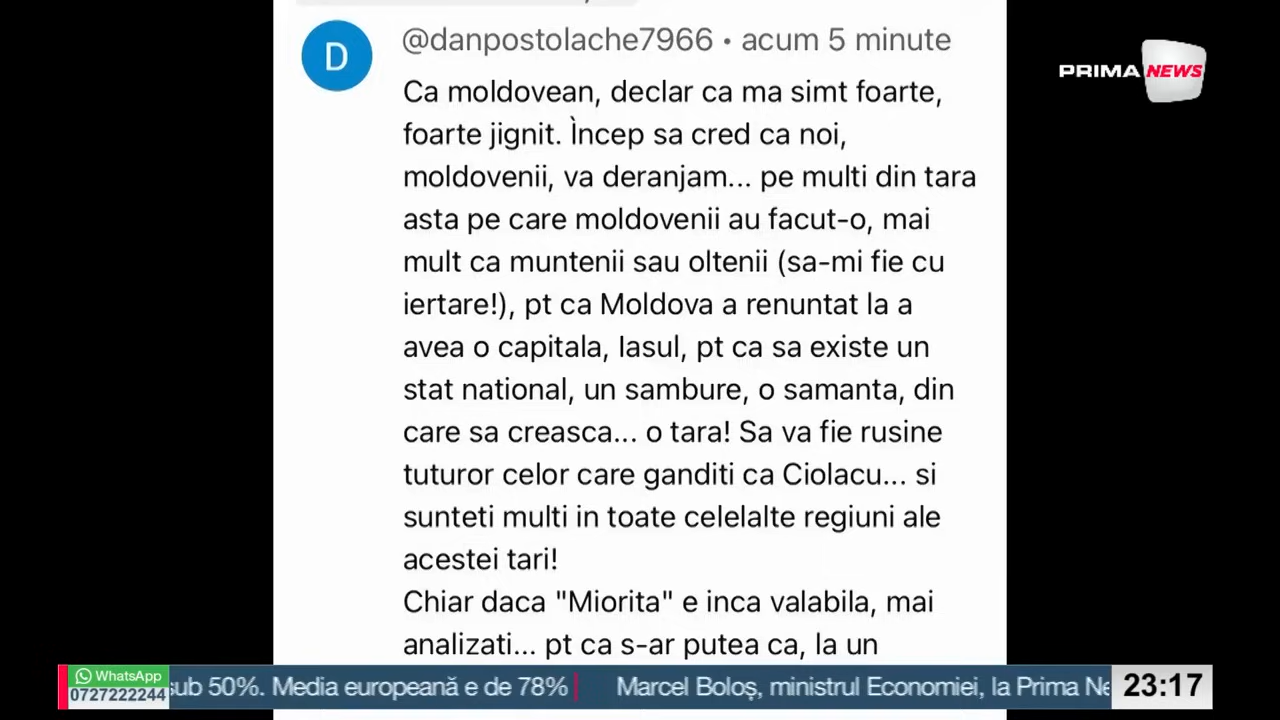 @danpostolache7966 • acum 5 minute
D
PRIMA NEWS
Ca moldovean, declar ca ma simt foarte,
foarte jignit. Încep sa cred ca noi,
moldovenii, va deranjam... pe multi din tara
asta pe care moldovenii au facut-o, mai
mult ca muntenii sau oltenii (sa-mi fie cu
iertare!), pt ca Moldova a renuntat la a
avea o capitala, Iasul, pt ca sa existe un
stat national, un sambure, o samanta, din
care sa creasca... o tara! Sa va fie rusine
tuturor celor care ganditi ca Ciolacu... si
sunteti multi in toate celelalte regiuni ale
acestei tari!
Chiar daca "Miorita" e inca valabila, mai
analizati... pt ca s-ar putea ca, la un
WhatsApp
0727222244
sub 50%. Media europeană e de 78% Marcel Boloș, ministrul Economiei, la Prima Ne
23:17